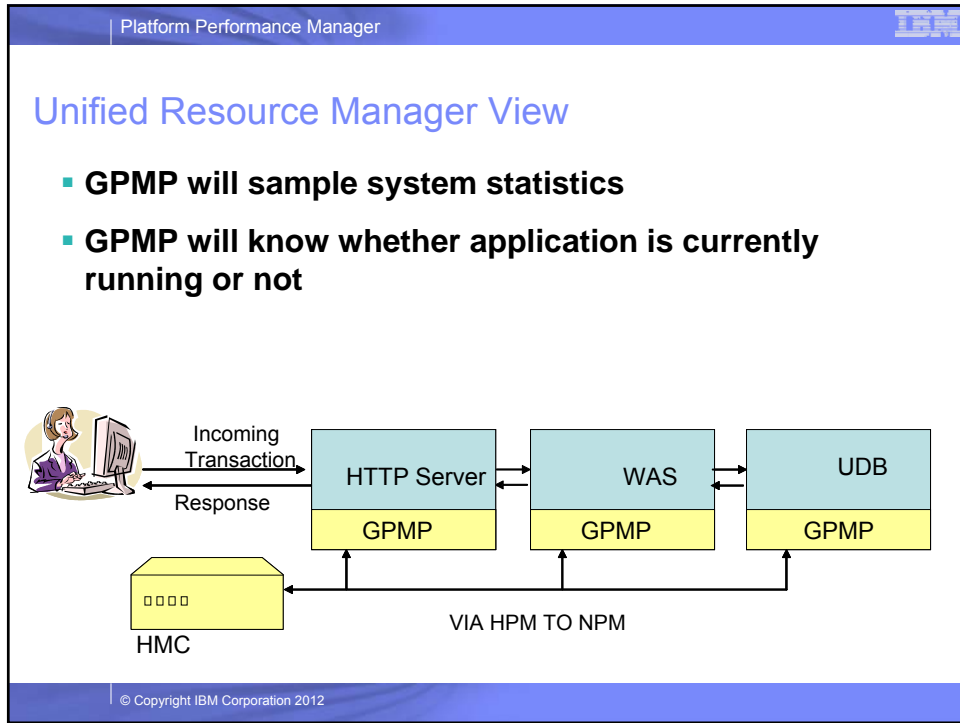 Platform Performance Manager
IBM
Unified Resource Manager View
GPMP will sample system statistics
GPMP will know whether application is currently
running or not
Incoming
Transaction
Response
HTTP Server
WAS
UDB
GPMP
GPMP
GPMP
HMC
VIA HPM TO NPM
© Copyright IBM Corporation 2012